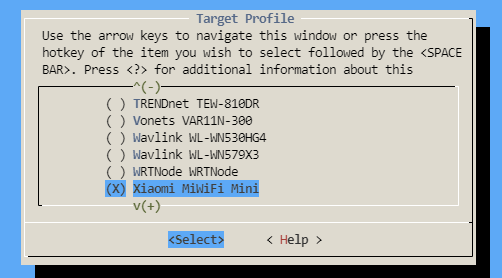 Target Profile
Use the arrow keys to navigate this window or press the
hotkey of the item you wish to select followed by the <SPACE
BAR>. Press <?> for additional information about this
^(-)
( ) TRENDnet TEW-810DR
( ) Vonets VAR11N-300
( ) Wavlink WL-WN530HG4
( ) Wavlink WL-WN579X3
( ) WRTNode WRTNode
(X) Xiaomi MiWiFi Mini
v(+)
<Select> < Help >